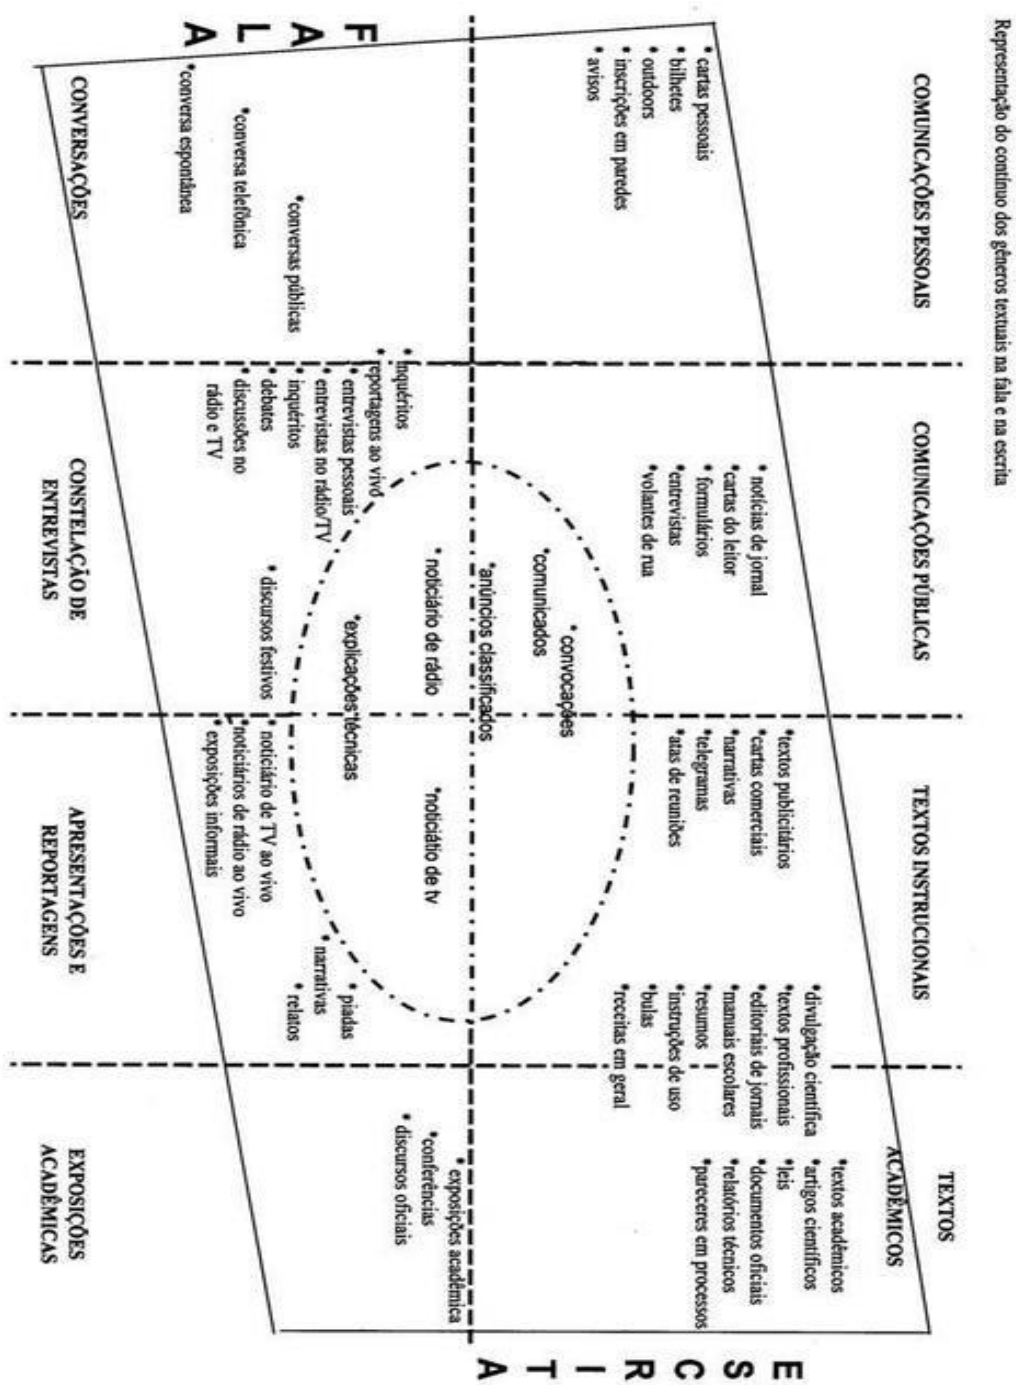 Representação do contínuo dos gêneros textuais na fala e na escrita
COMUNICAÇÕES PESSOAIS
COMUNICAÇÕES PÚBLICAS
TEXTOS INSTRUCIONAIS
TEXTOS
ACADÊMICOS
• cartas pessoais
• bilhetes
• outdoors
• inscrições em paredes
• avisos
• notícias de jornal
• cartas do leitor
• formulários
• entrevistas
• volantes de rua
• textos publicitários
• cartas comerciais
• narrativas
• telegramas
• atas de reuniões
• divulgação científica
• textos profissionais
• editoriais de jornais
• manuais escolares
• resumos
• instruções de uso
• bulas
• receitas em geral
• textos acadêmicos
• artigos científicos
• leis
• documentos oficiais
• relatórios técnicos
• pareceres em processos
ESCRITA
• convocações
• comunicados
• anúncios classificados
• noticiário de rádio
• noticiátio de tv
• explicações técnicas
FALA
• conversas públicas
• conversa telefônica
• conversa espontânea
• inquéritos
• reportagens ao vivo
• entrevistas pessoais
• entrevistas no rádio/TV
• inquéritos
• debates
• discussões no
rádio e TV
• discursos festivos
• noticiário de TV ao vivo
• noticiários de rádio ao vivo
• exposições informais
• piadas
• narrativas
• relatos
• exposições acadêmica
• conferências
• discursos oficiais
CONVERSAÇÕES
CONSTELAÇÃO DE
ENTREVISTAS
APRESENTAÇÕES E
REPORTAGENS
EXPOSIÇÕES
ACADÊMICAS